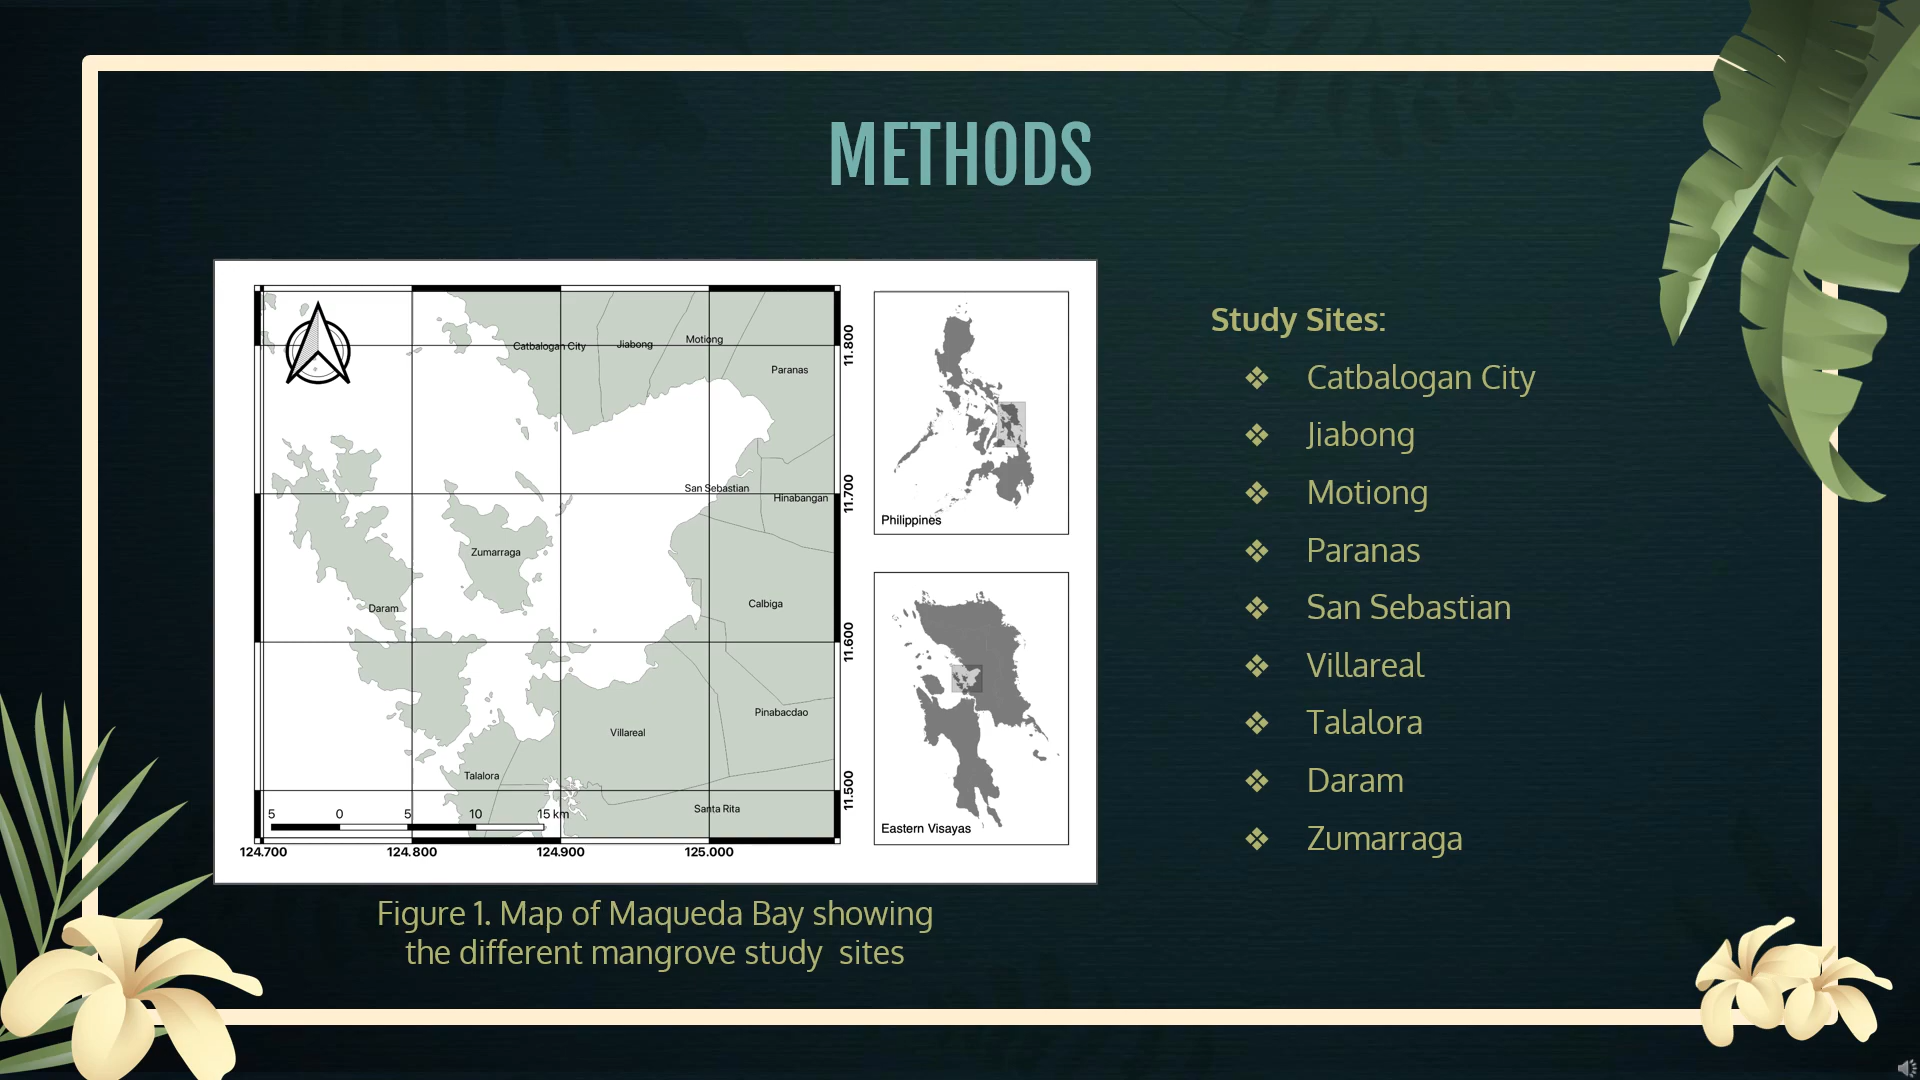 METHODS
Catbalogan City
Jiabong
Motiong
Paranas
San Sebastian
Hinabangan
Zumarraga
Daram
Calbiga
Pinabacdao
Villareal
Talalora
Santa Rita
5 0 5 10 15 km
124.700 124.800 124.900 125.000
11.800
11.700
11.600
11.500
Philippines
Eastern Visayas
Figure 1. Map of Maqueda Bay showing
the different mangrove study sites
Study Sites:
❖ Catbalogan City
❖ Jiabong
❖ Motiong
❖ Paranas
❖ San Sebastian
❖ Villareal
❖ Talalora
❖ Daram
❖ Zumarraga